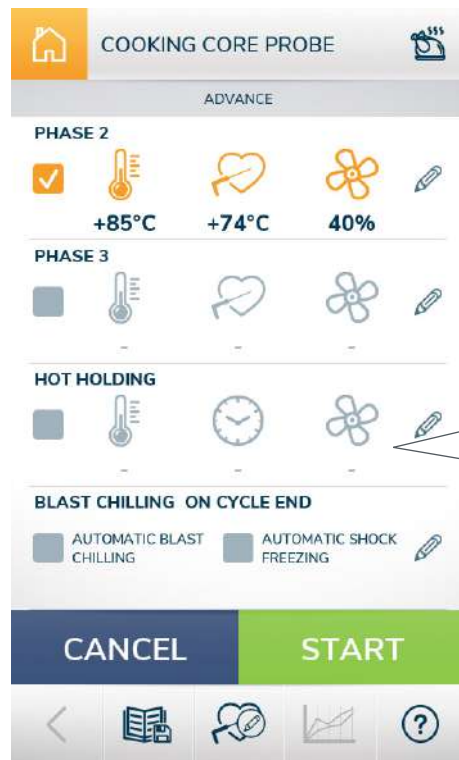 COOKING CORE PROBE
ADVANCE
PHASE 2
+85°C +74°C 40%
PHASE 3
- - -
HOT HOLDING
- - -
BLAST CHILLING ON CYCLE END
AUTOMATIC BLAST
CHILLING
AUTOMATIC SHOCK
FREEZING
CANCEL START
?